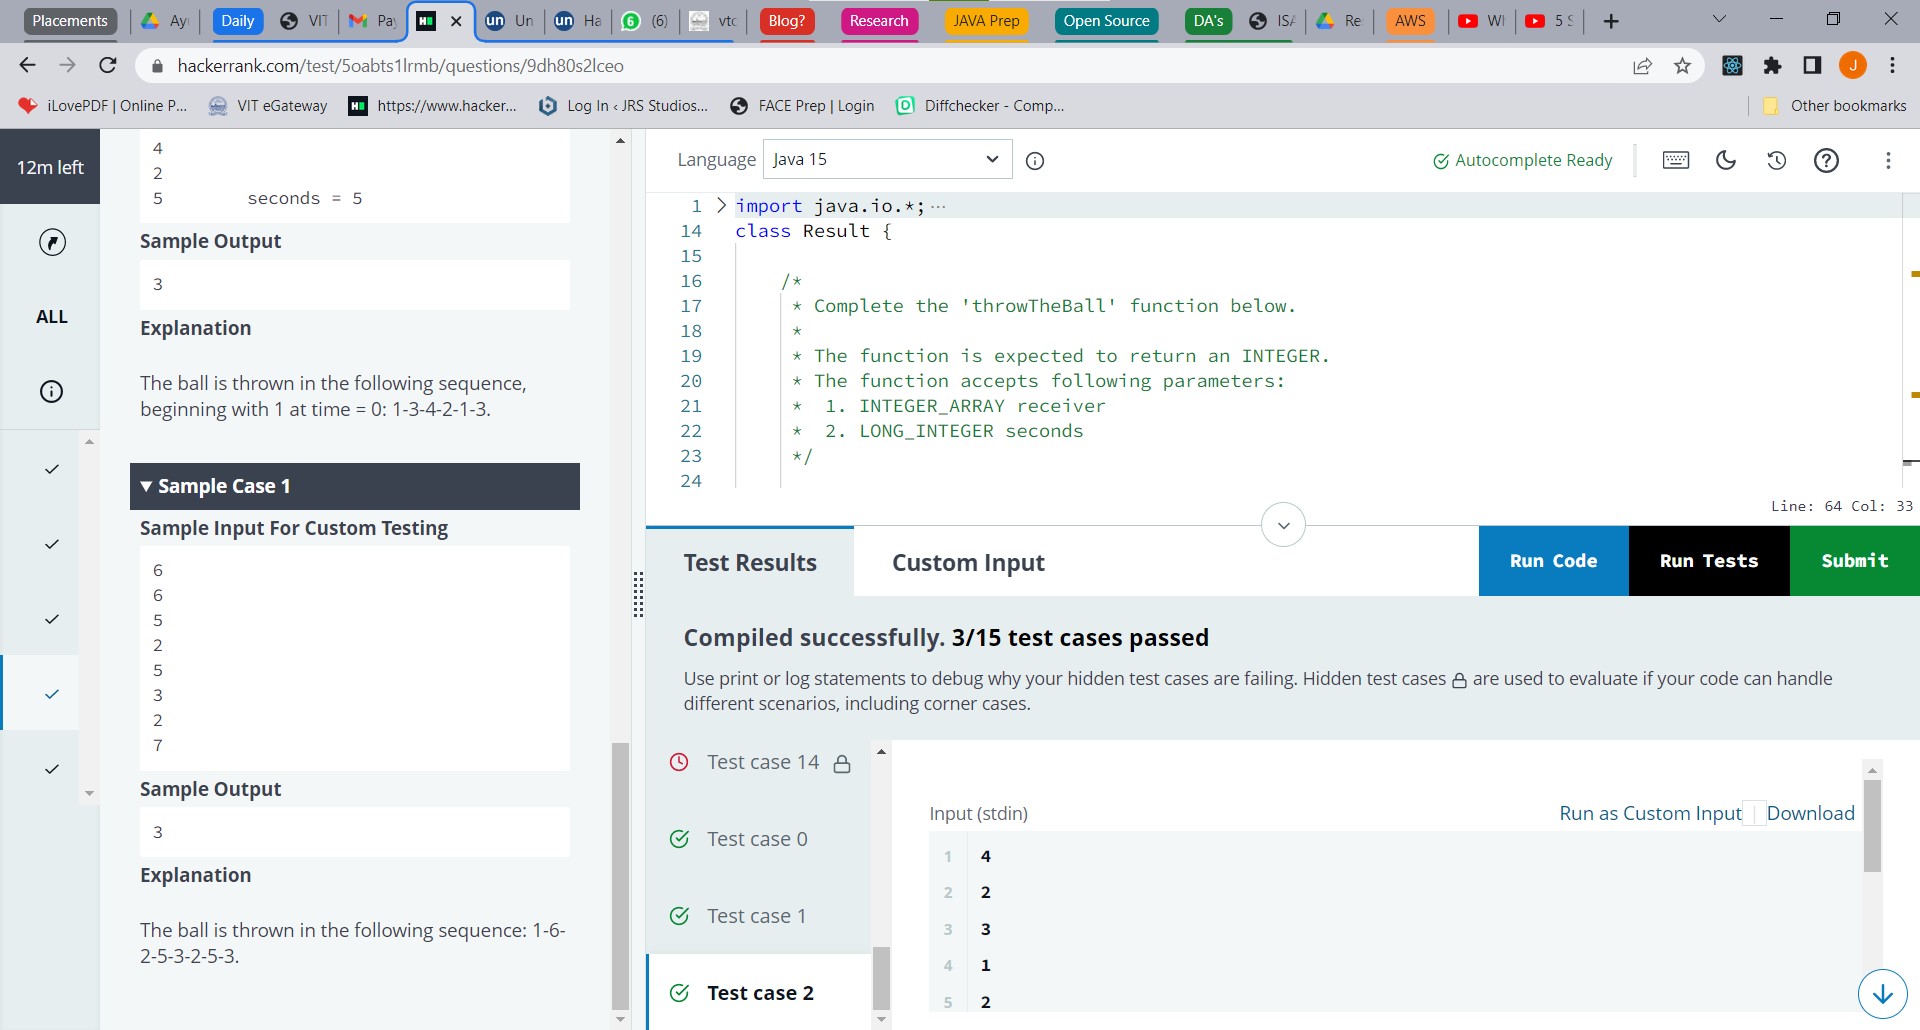 Placements
Ay
Daily
VIT
Pay
Un
Ha
(6)
vto
Blog?
Research
JAVA Prep
Open Source
DA's
ISA
Re
AWS
5 S
hackerrank.com/test/5oabts1lrmb/questions/9dh80s2lceo
J
iLovePDF | Online P...
VIT eGateway
https://www.hacker...
Log In ‹ JRS Studios...
FACE Prep | Login
Diffchecker - Comp...
Other bookmarks
12m left
ALL
4
2
5 seconds = 5
Sample Output
3
Explanation
The ball is thrown in the following sequence,
beginning with 1 at time = 0: 1-3-4-2-1-3.
Sample Case 1
Sample Input For Custom Testing
6
6
5
2
5
3
2
7
Sample Output
3
Explanation
The ball is thrown in the following sequence: 1-6-
2-5-3-2-5-3.
Language Java 15
Autocomplete Ready
1 import java.io.*; ...
14 class Result {
15
16 /*
17 * Complete the 'throwTheBall' function below.
18 *
19 * The function is expected to return an INTEGER.
20 * The function accepts following parameters:
21 * 1. INTEGER_ARRAY receiver
22 * 2. LONG_INTEGER seconds
23 */
24
Line: 64 Col: 33
Test Results
Custom Input
Run Code
Run Tests
Submit
Compiled successfully. 3/15 test cases passed
Use print or log statements to debug why your hidden test cases are failing. Hidden test cases are used to evaluate if your code can handle
different scenarios, including corner cases.
Test case 14
Test case 0
Test case 1
Test case 2
Input (stdin)
Run as Custom Input
Download
1 4
2 2
3 3
4 1
5 2